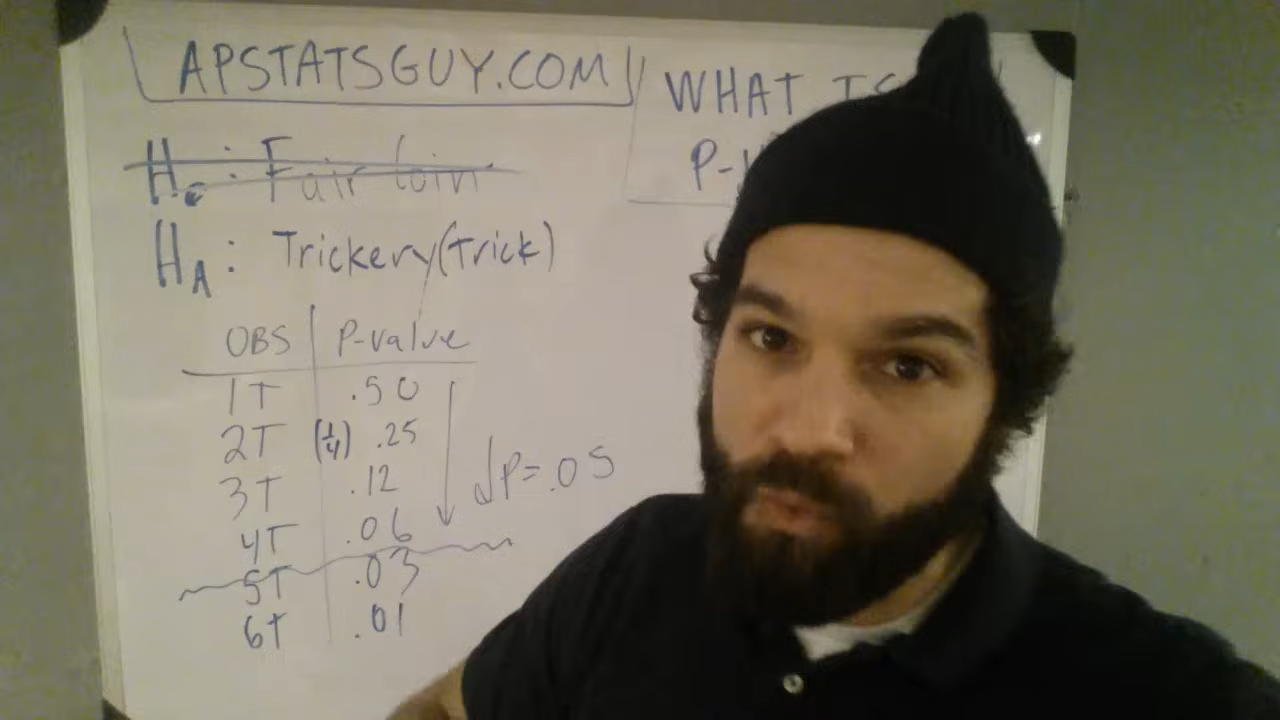 APSTATSGUY.COM
WHAT IS
P-
H₀: Fair Coin
Hᴀ: Trickery (trick)
OBS P-value
1T .50
2T (1/4) .25
3T .12
4T .06
P=.05
5T .03
6T .01